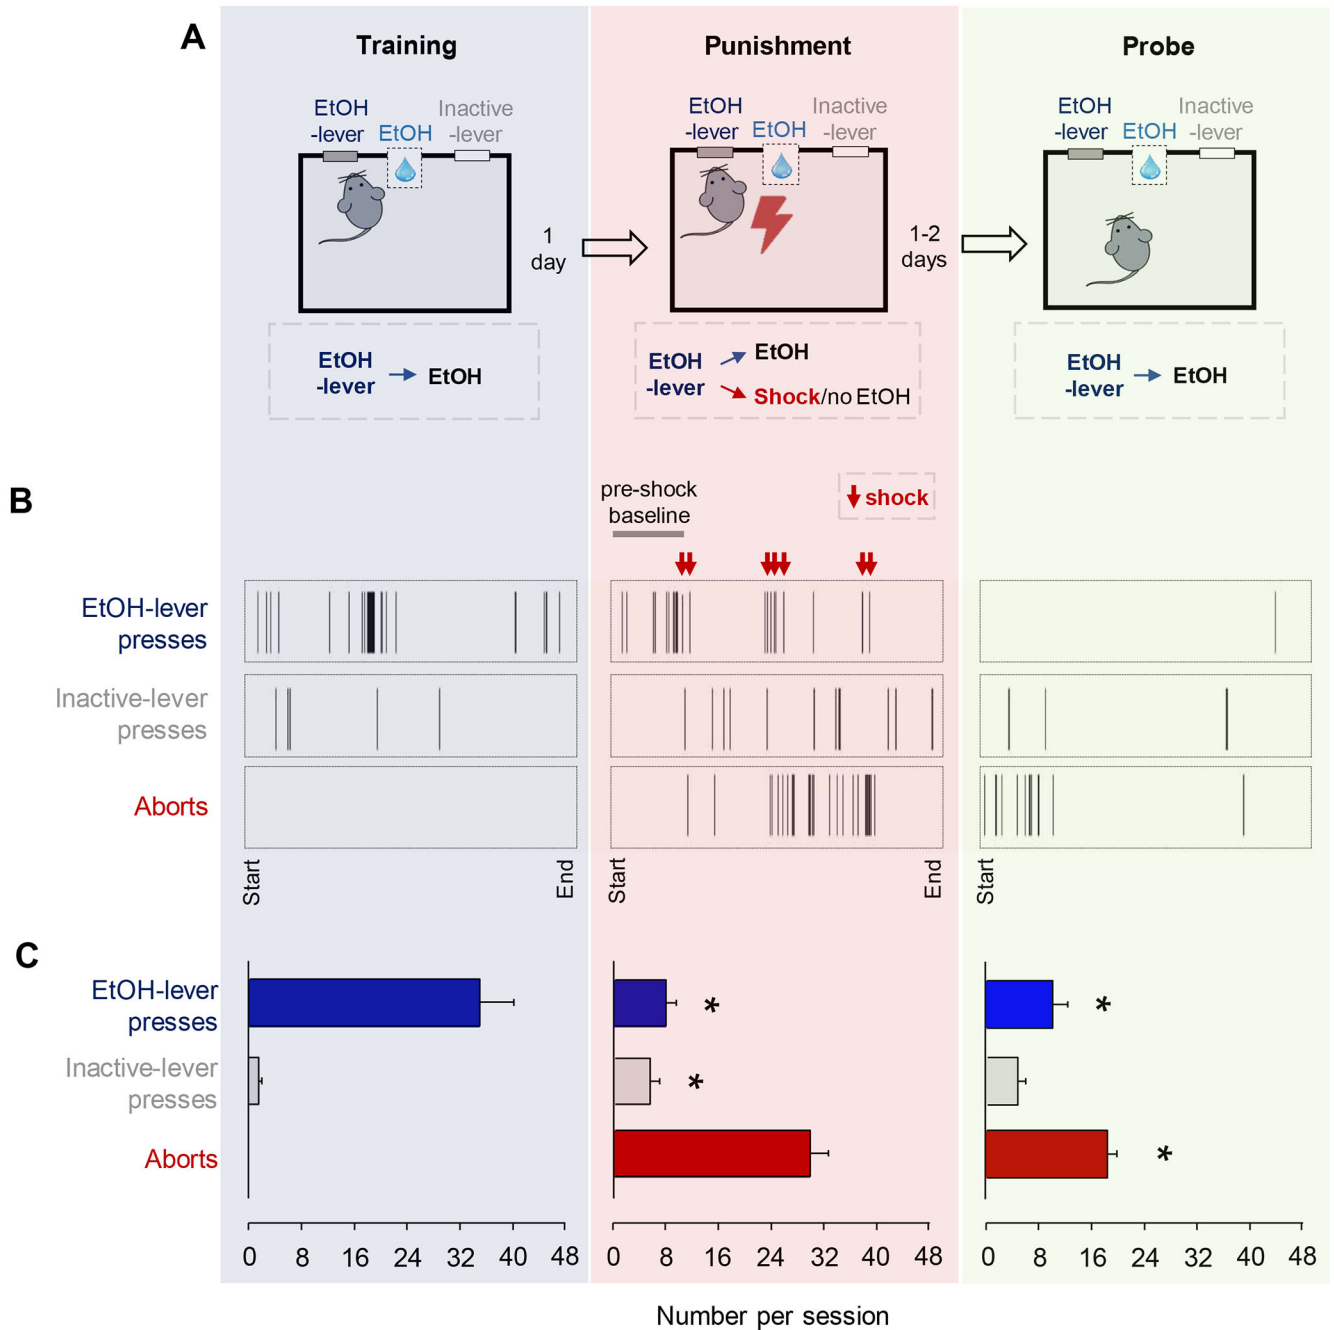 A
Training
Punishment
Probe
EtOH
-lever
EtOH
Inactive
-lever
EtOH
-lever
EtOH
Inactive
-lever
EtOH
-lever
EtOH
Inactive
-lever
1
day
1-2
days
EtOH
-lever
EtOH
EtOH
-lever
EtOH
Shock/no EtOH
EtOH
-lever
EtOH
B
pre-shock
baseline
shock
EtOH-lever
presses
Inactive-lever
presses
Aborts
Start
End
Start
End
Start
C
EtOH-lever
presses
*
*
Inactive-lever
presses
*
Aborts
*
0 8 16 24 32 40 48
0 8 16 24 32 40 48
0 8 16 24 32 40 48
Number per session